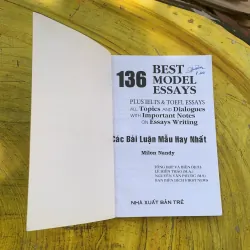 136 BEST
MODEL
ESSAYS
PLUS IELTS & TOEFL ESSAYS
ALL Topics and Dialogues
WITH Important Notes
ON Essays Writing
Các Bài Luận Mẫu Hay Nhất
Milon Nandy
NHÀ XUẤT BẢN TRẺ